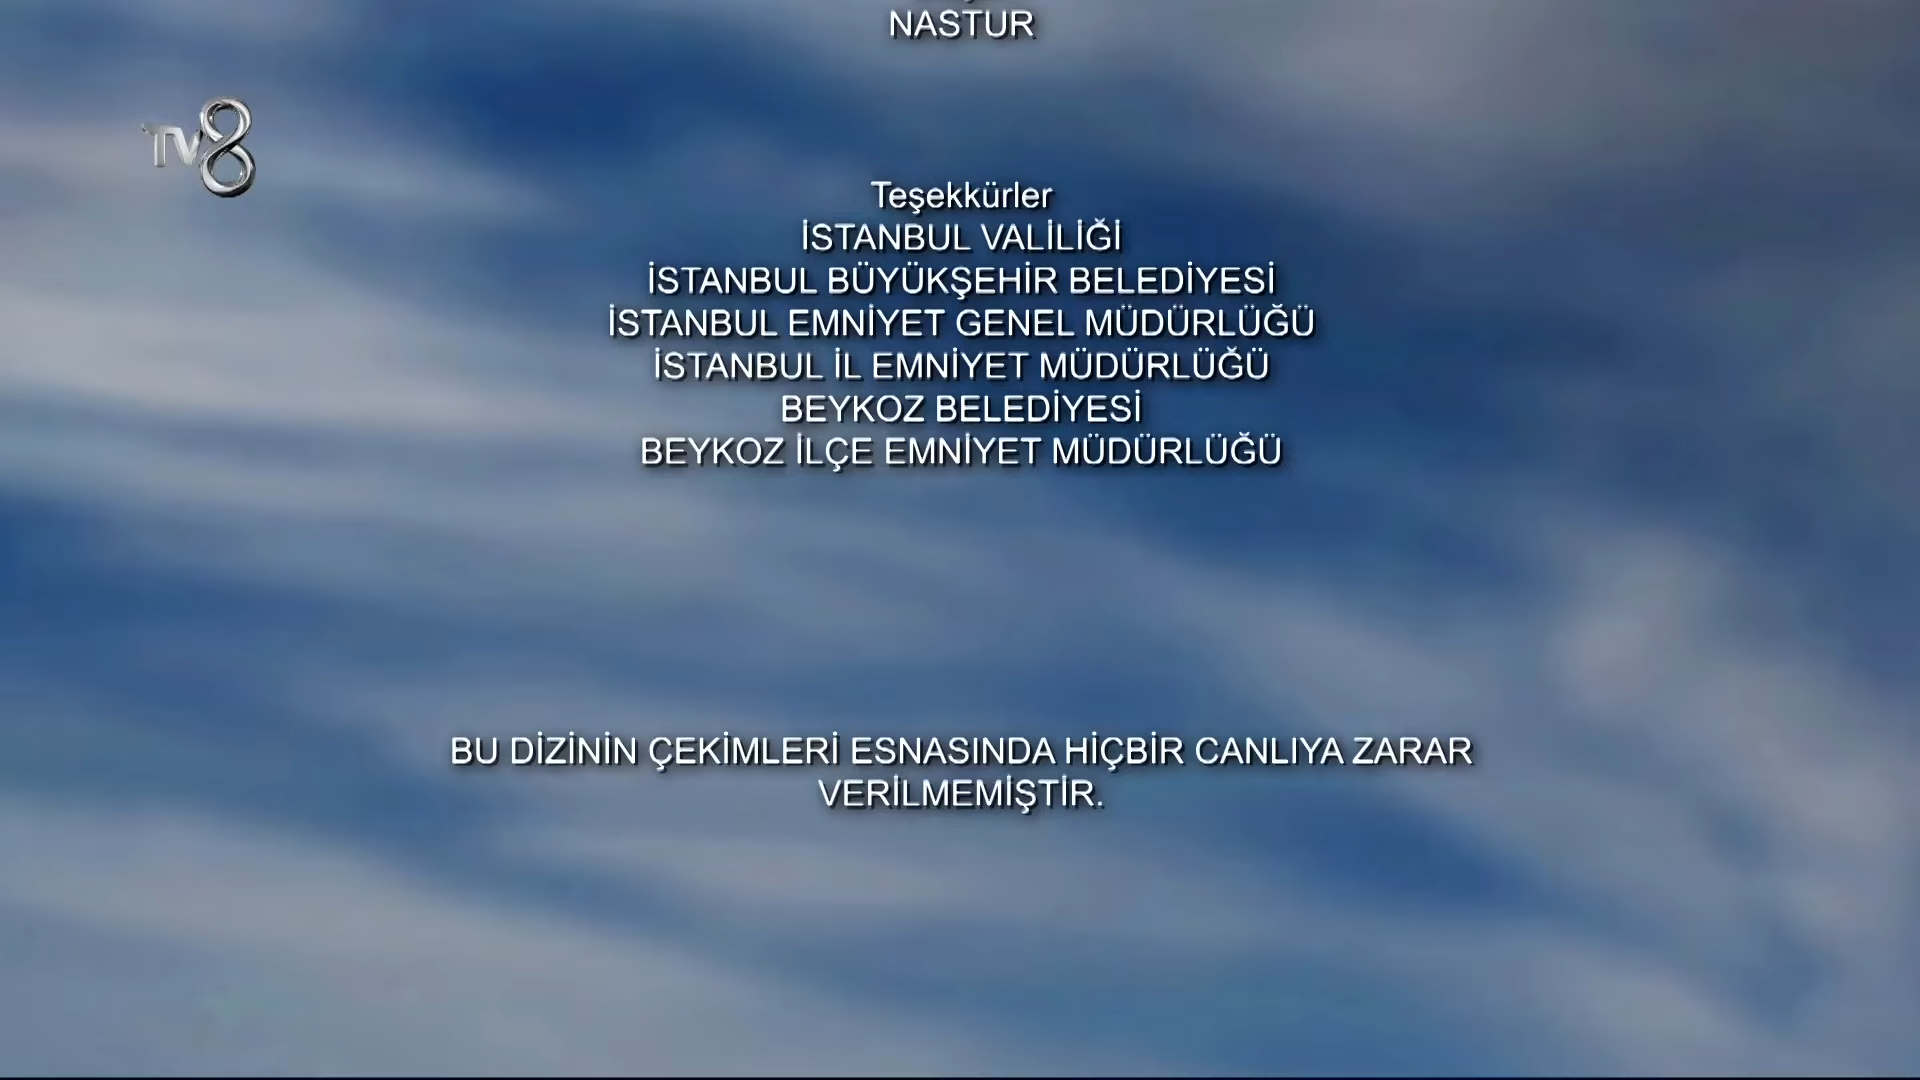 NASTUR
TV8
Teşekkürler
İSTANBUL VALİLİĞİ
İSTANBUL BÜYÜKŞEHİR BELEDİYESİ
İSTANBUL EMNİYET GENEL MÜDÜRLÜĞÜ
İSTANBUL İL EMNİYET MÜDÜRLÜĞÜ
BEYKOZ BELEDİYESİ
BEYKOZ İLÇE EMNİYET MÜDÜRLÜĞÜ
BU DİZİNİN ÇEKİMLERİ ESNASINDA HİÇBİR CANLIYA ZARAR
VERİLMEMİŞTİR.